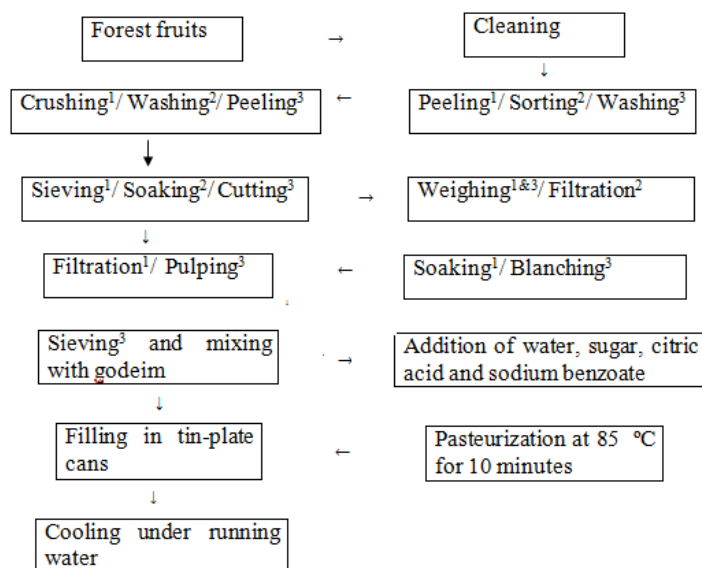 Forest fruits
→
Cleaning
↓
Crushing¹/ Washing²/ Peeling³
←
Peeling¹/ Sorting²/ Washing³
↓
Sieving¹/ Soaking²/ Cutting³
→
Weighing¹&³/ Filtration²
↓
Filtration¹/ Pulping³
←
Soaking¹/ Blanching³
↓
Sieving³ and mixing
with godeim
→
Addition of water, sugar, citric
acid and sodium benzoate
↓
Filling in tin-plate
cans
←
Pasteurization at 85 ºC
for 10 minutes
↓
Cooling under running
water